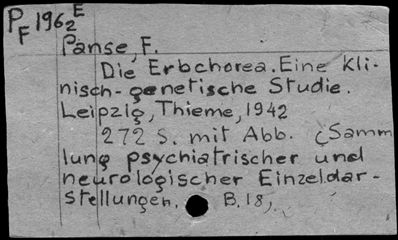 P F 1962 E
Panse, F.
Die Erbchorea. Eine kli-
nisch-genetische Studie.
Leipzig, Thieme, 1942
272 S. mit Abb. (Samm
lung psychiatrischer und
neurologischer Einzeldar-
stellungen. B.18,